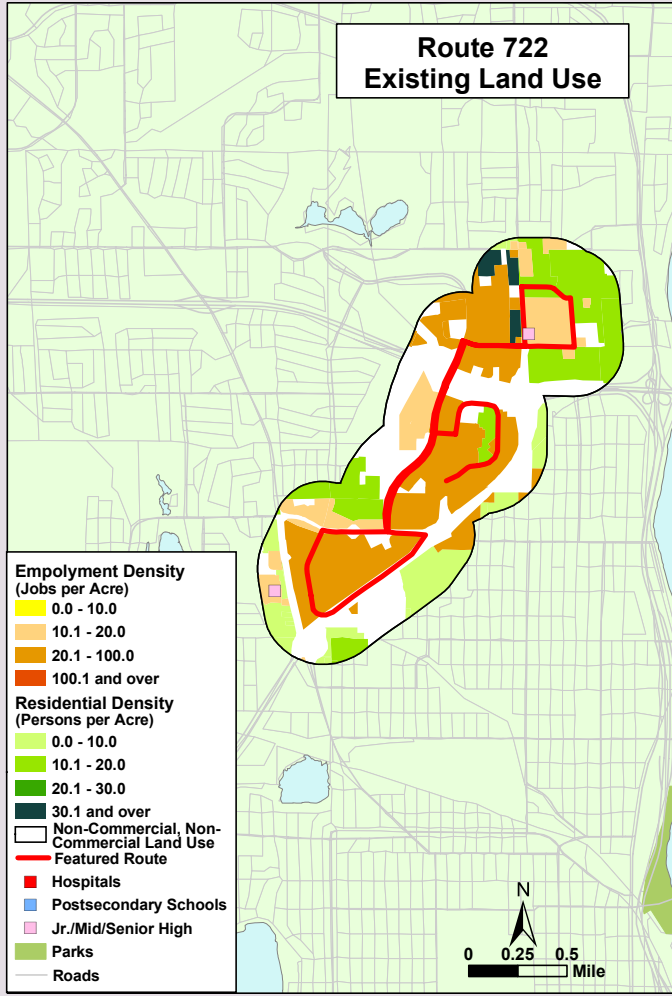 Route 722
Existing Land Use
Empolyment Density
(Jobs per Acre)
0.0 - 10.0
10.1 - 20.0
20.1 - 100.0
100.1 and over
Residential Density
(Persons per Acre)
0.0 - 10.0
10.1 - 20.0
20.1 - 30.0
30.1 and over
Non-Commercial, Non-
Commercial Land Use
Featured Route
Hospitals
Postsecondary Schools
Jr./Mid/Senior High
Parks
Roads
N
0 0.25 0.5
Mile